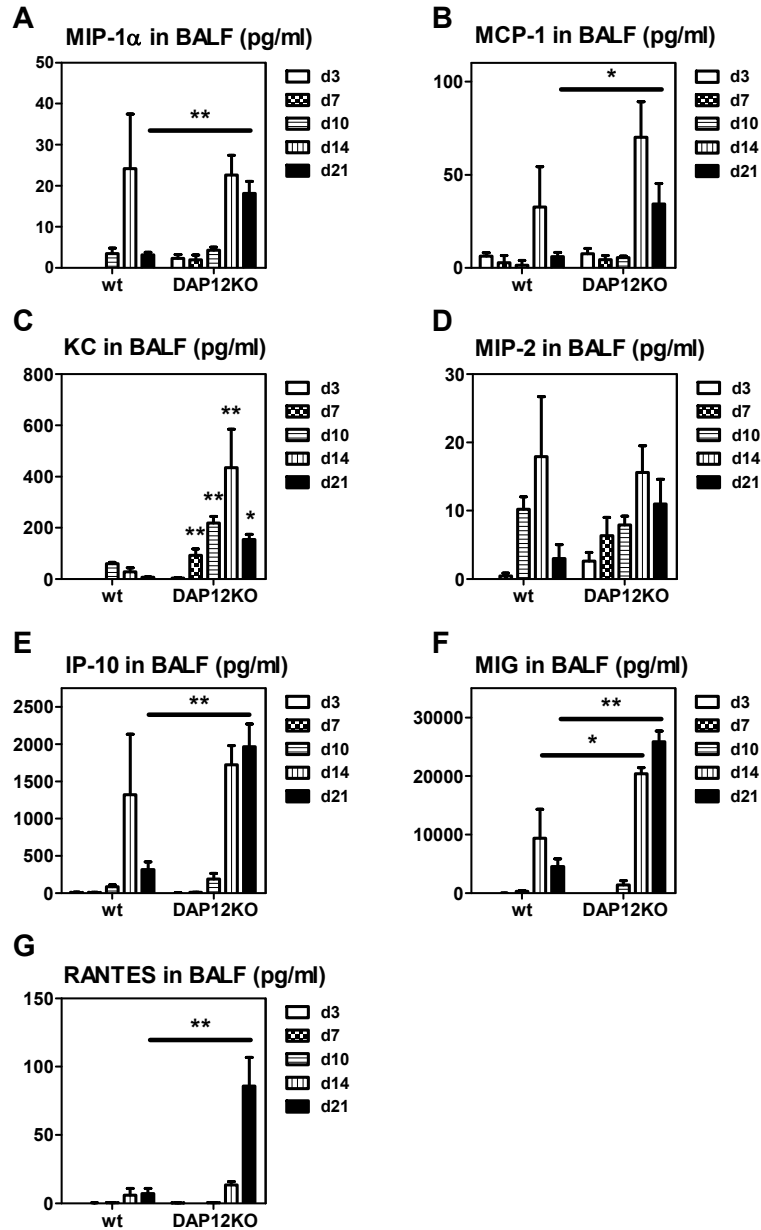 A
MIP-1α in BALF (pg/ml)
50
40
30
20
10
0
**
wt
DAP12KO
d3
d7
d10
d14
d21
B
MCP-1 in BALF (pg/ml)
100
50
0
*
wt
DAP12KO
d3
d7
d10
d14
d21
C
KC in BALF (pg/ml)
800
600
400
200
0
**
**
**
*
wt
DAP12KO
d3
d7
d10
d14
d21
D
MIP-2 in BALF (pg/ml)
30
20
10
0
wt
DAP12KO
d3
d7
d10
d14
d21
E
IP-10 in BALF (pg/ml)
2500
2000
1500
1000
500
0
**
wt
DAP12KO
d3
d7
d10
d14
d21
F
MIG in BALF (pg/ml)
30000
20000
10000
0
**
*
wt
DAP12KO
d3
d7
d10
d14
d21
G
RANTES in BALF (pg/ml)
150
100
50
0
**
wt
DAP12KO
d3
d7
d10
d14
d21